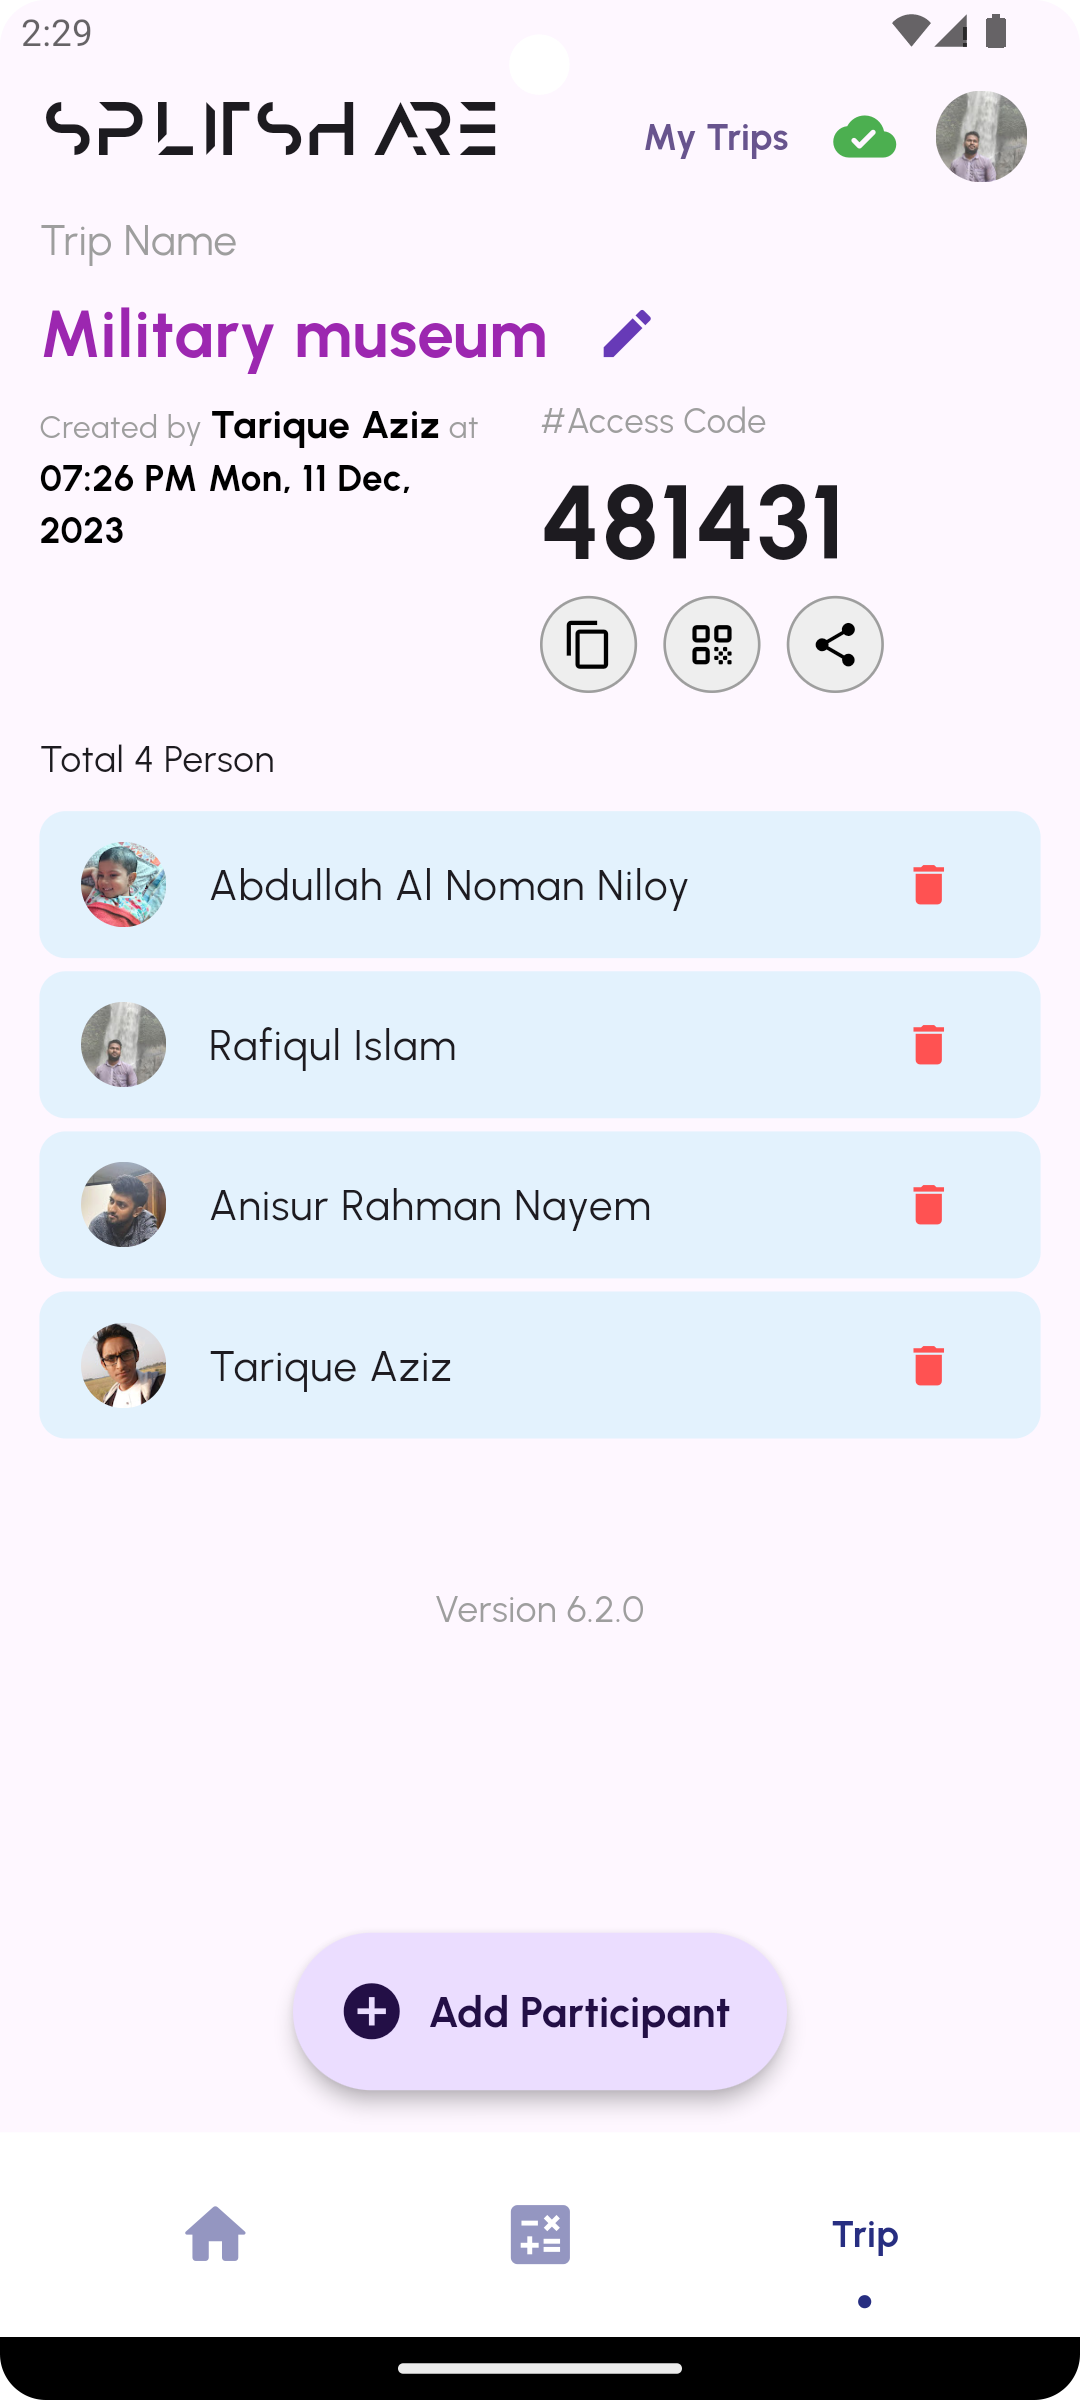 2:29
SPLITSHARE
My Trips
Trip Name
Military museum
Created by Tarique Aziz at
07:26 PM Mon, 11 Dec,
2023
#Access Code
481431
Total 4 Person
Abdullah Al Noman Niloy
Rafiqul Islam
Anisur Rahman Nayem
Tarique Aziz
Version 6.2.0
Add Participant
Trip